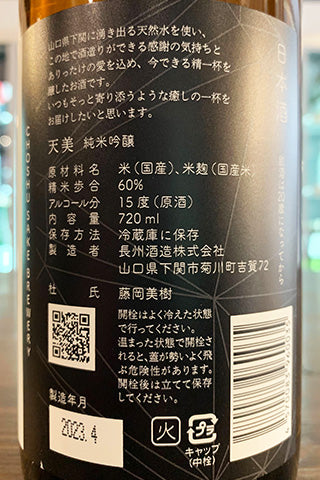 山口県下関に湧き出る天然水を使い、
この地で酒造りができる感謝の気持ちと
ありったけの愛を込め、今できる精一杯を
醸したお酒です。
いつもそっと寄り添うような癒しの一杯を
お届けしたいと思います。
天美 純米吟醸
原材料名 米(国産)、米麹(国産米
精米歩合 60%
アルコール分 15度(原酒)
内容量 720ml
保存方法 冷蔵庫に保存
製造者 長州酒造株式会社
山口県下関市菊川町吉賀72
杜氏 藤岡美樹
開栓はよく冷えた状態
で行ってください。
温まった状態で開栓さ
れると、蓋が勢いよく飛
ぶ危険性があります。
開栓後は立てて保存
してください。
製造年月
2023.4
火
プラ
キャップ
(中栓)
CHOSHU SAKE BREWERY
日本酒